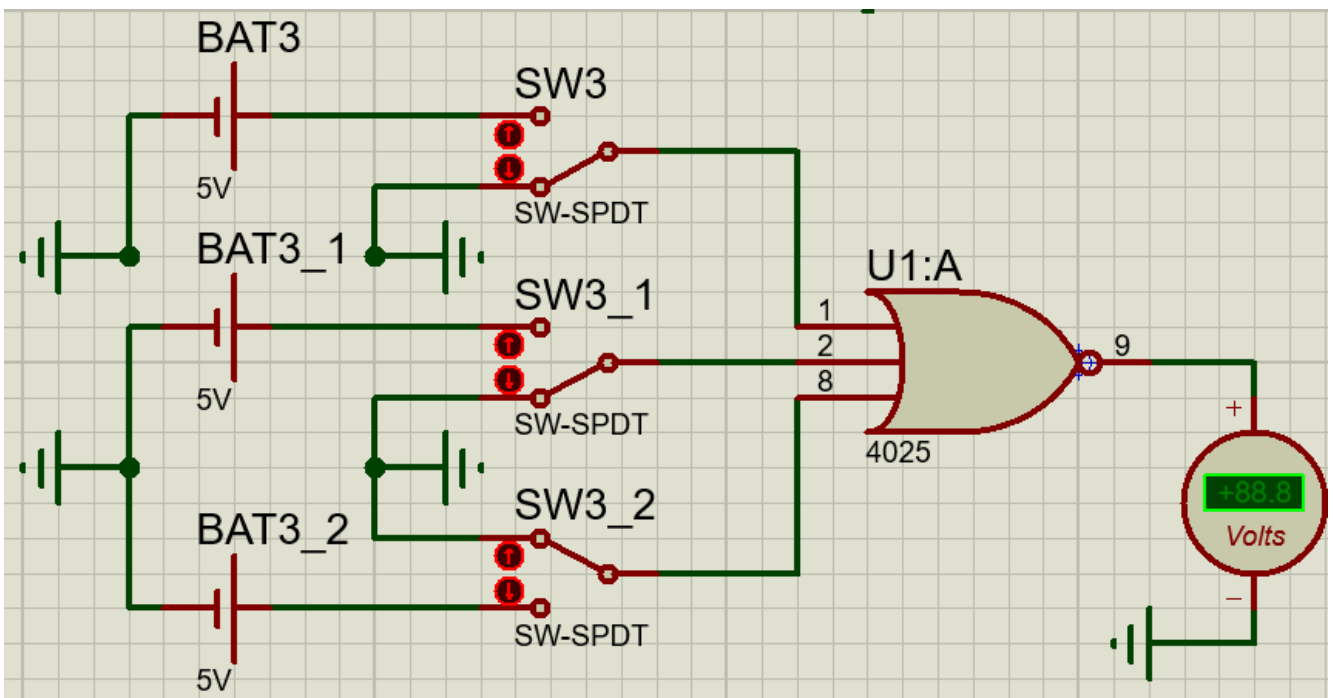 BAT3
SW3
5V
SW-SPDT
BAT3_1
SW3_1
U1:A
1
2
8
9
5V
SW-SPDT
4025
+
+88.8
Volts
−
BAT3_2
SW3_2
SW-SPDT
5V